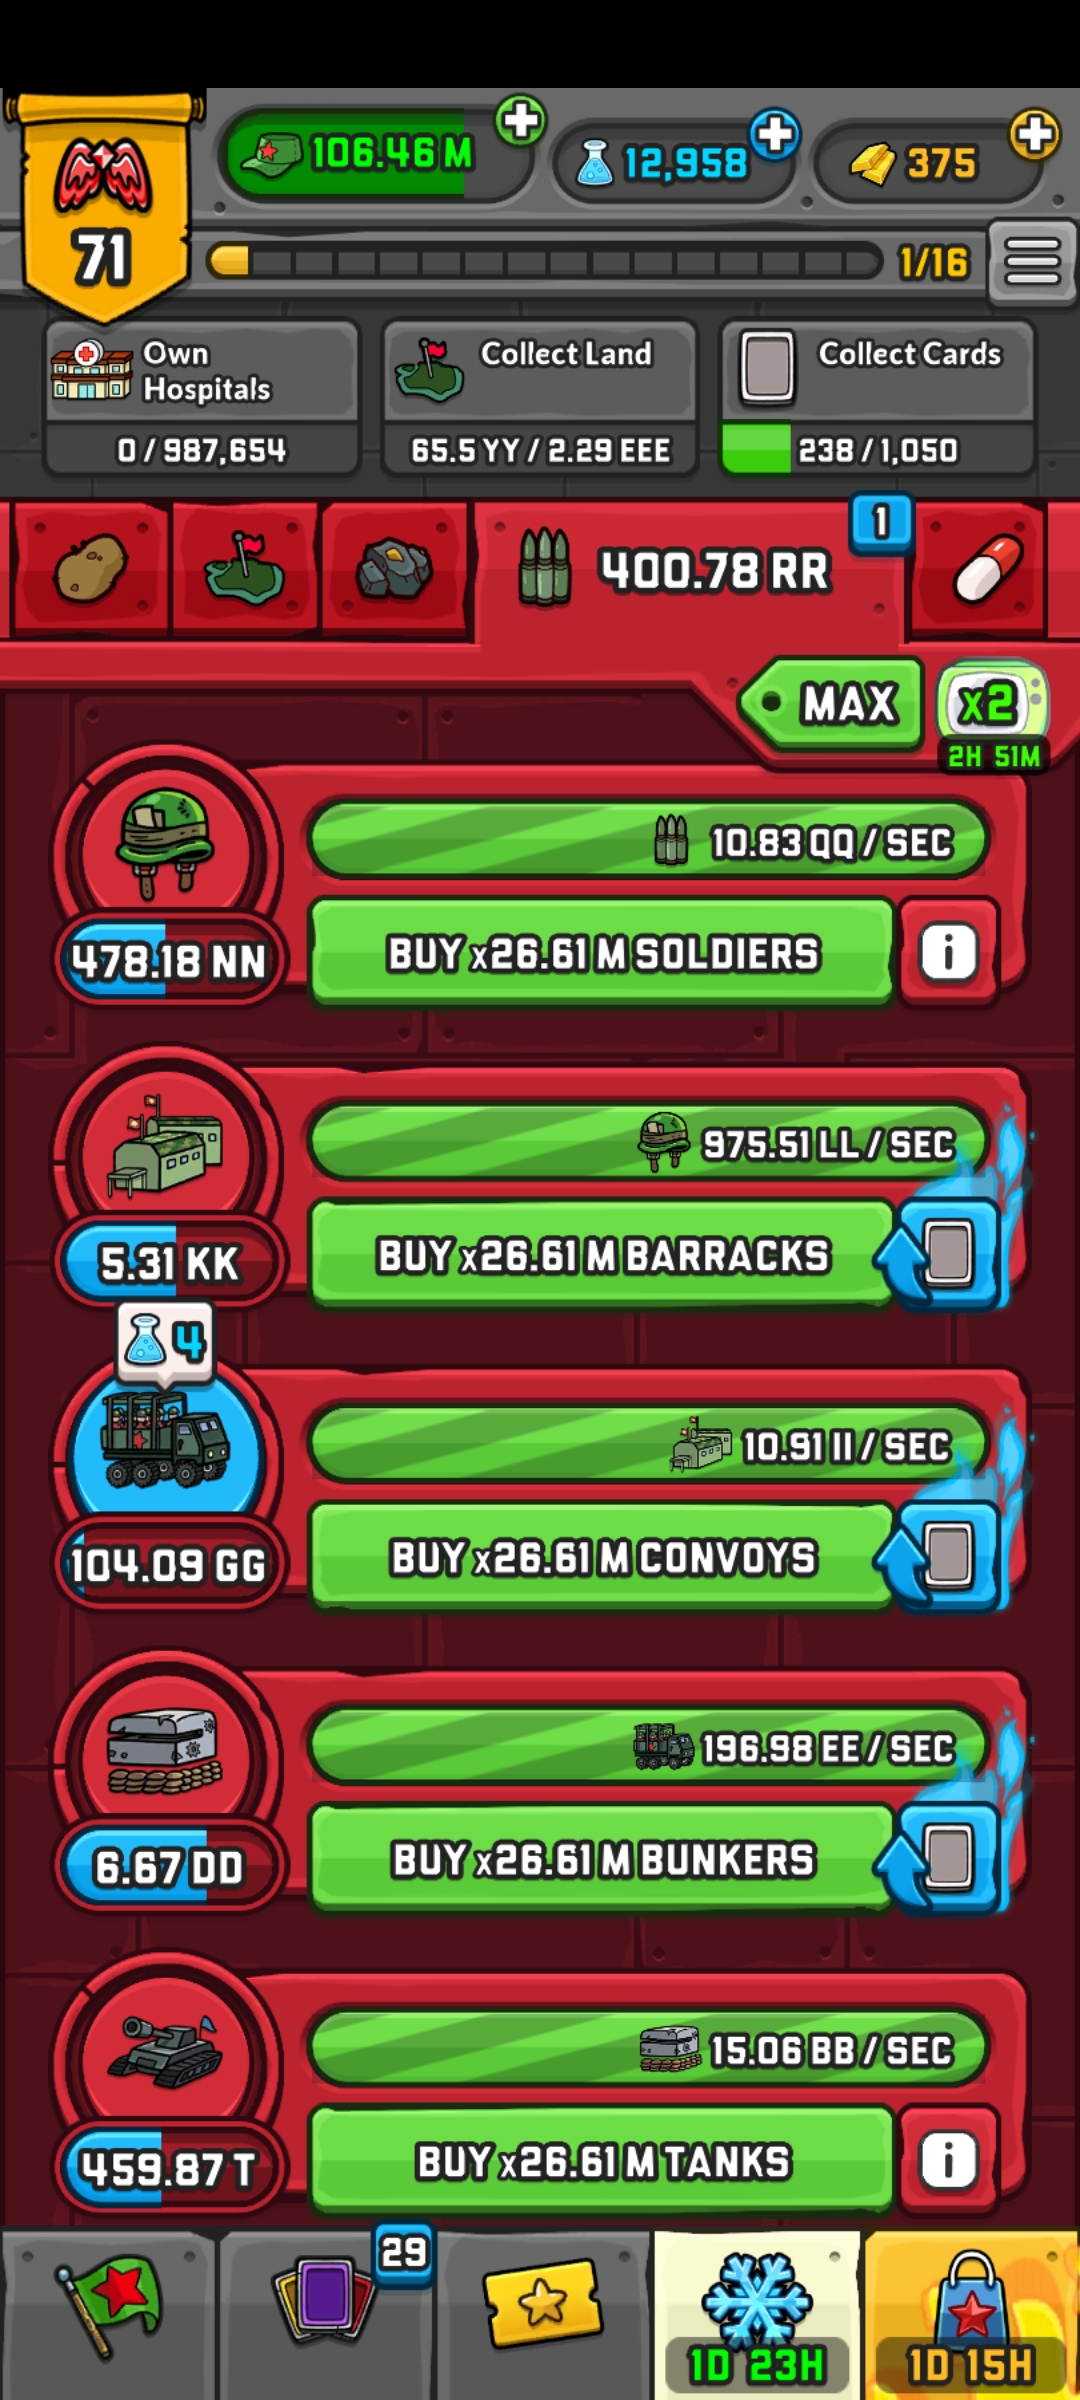 71
106.46 M
12,958
375
1/16
Own
Hospitals
0 / 987,654
Collect Land
65.5 YY / 2.29 EEE
Collect Cards
238 / 1,050
400.78 RR
1
MAX
x2
2H 51M
10.83 QQ / SEC
478.18 NN
BUY x26.61 M SOLDIERS
i
975.51 LL / SEC
5.31 KK
BUY x26.61 M BARRACKS
4
10.91 II / SEC
104.09 GG
BUY x26.61 M CONVOYS
196.98 EE / SEC
6.67 DD
BUY x26.61 M BUNKERS
15.06 BB / SEC
459.87 T
BUY x26.61 M TANKS
i
29
1D 23H
1D 15H